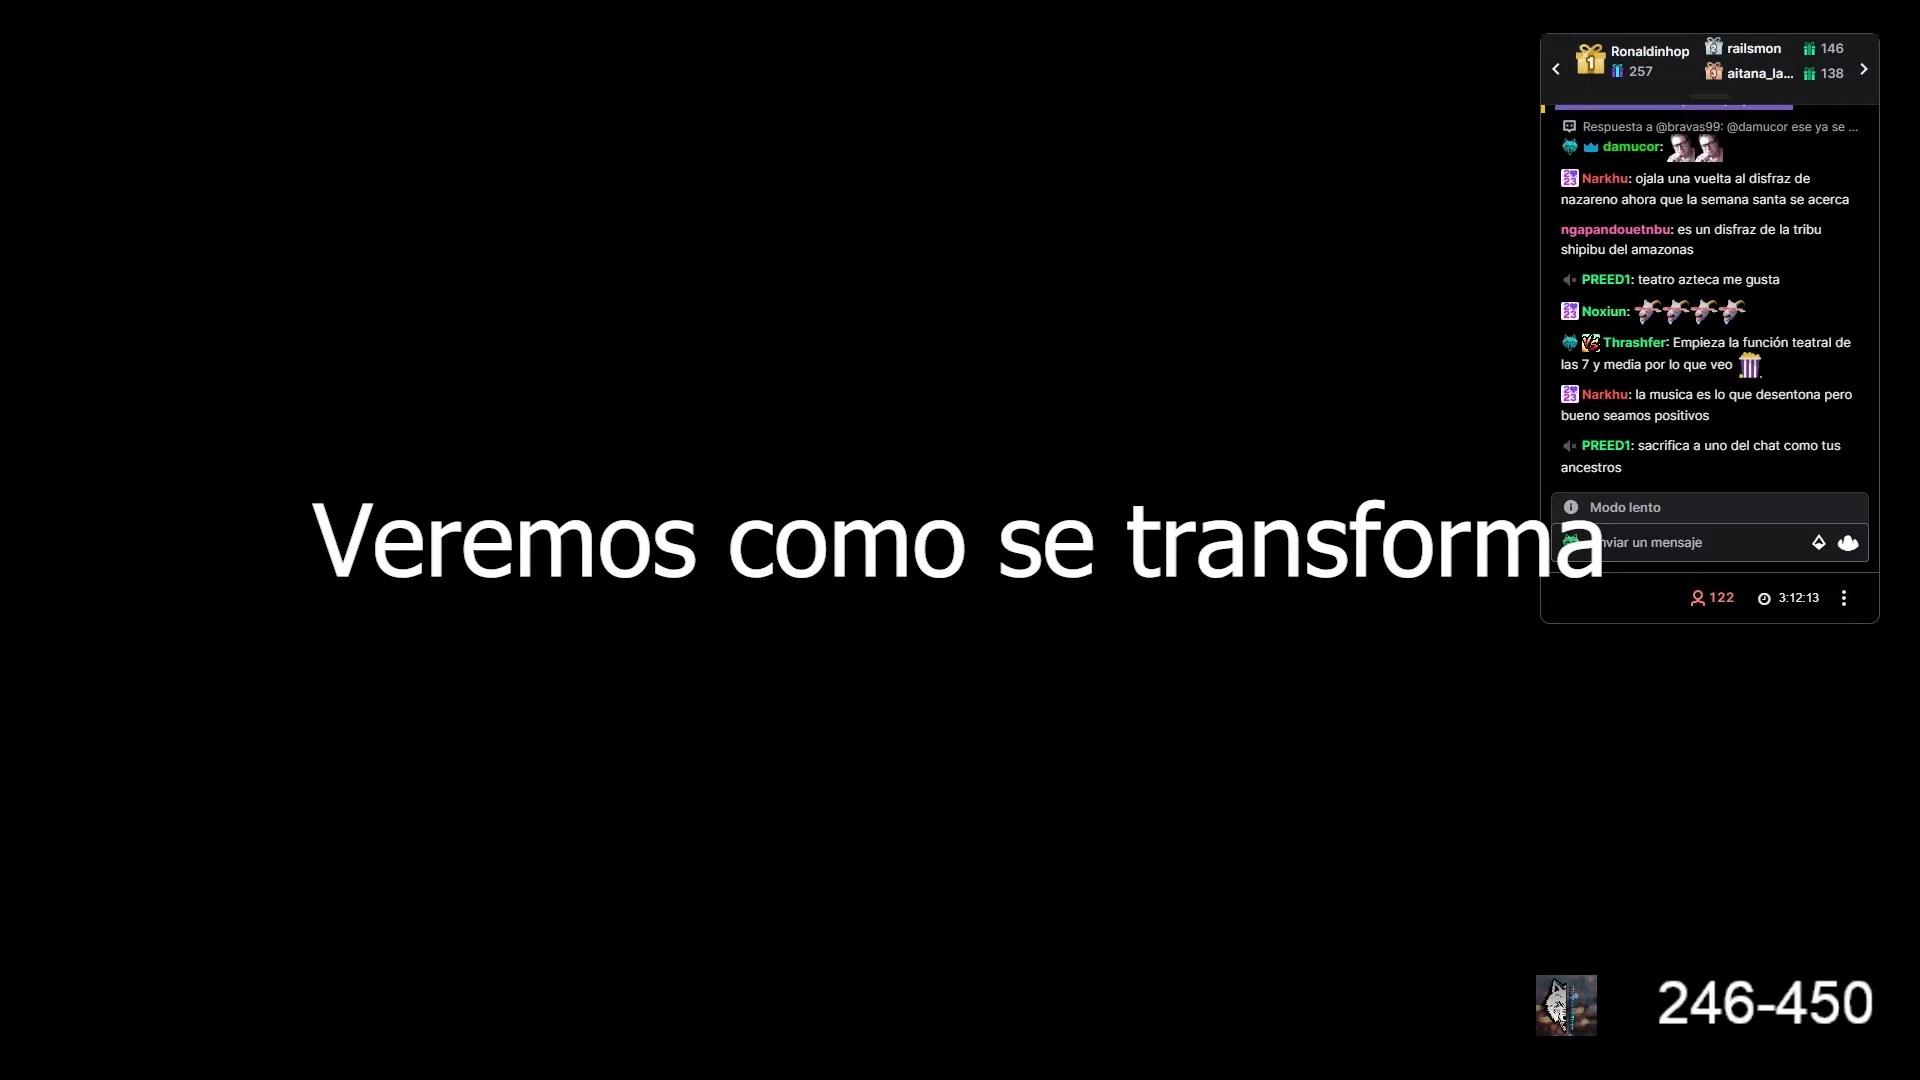 Ronaldinhop
257
railsmon 146
aitana_la... 138
Respuesta a @bravas99: @damucor ese ya se ...
damucor:
Narkhu: ojala una vuelta al disfraz de
nazareno ahora que la semana santa se acerca
ngapandouetnbu: es un disfraz de la tribu
shipibu del amazonas
PREED1: teatro azteca me gusta
Noxiun:
Thrashfer: Empieza la función teatral de
las 7 y media por lo que veo
Narkhu: la musica es lo que desentona pero
bueno seamos positivos
PREED1: sacrifica a uno del chat como tus
ancestros
Modo lento
Veremos como se transforma
nviar un mensaje
122 3:12:13
246-450